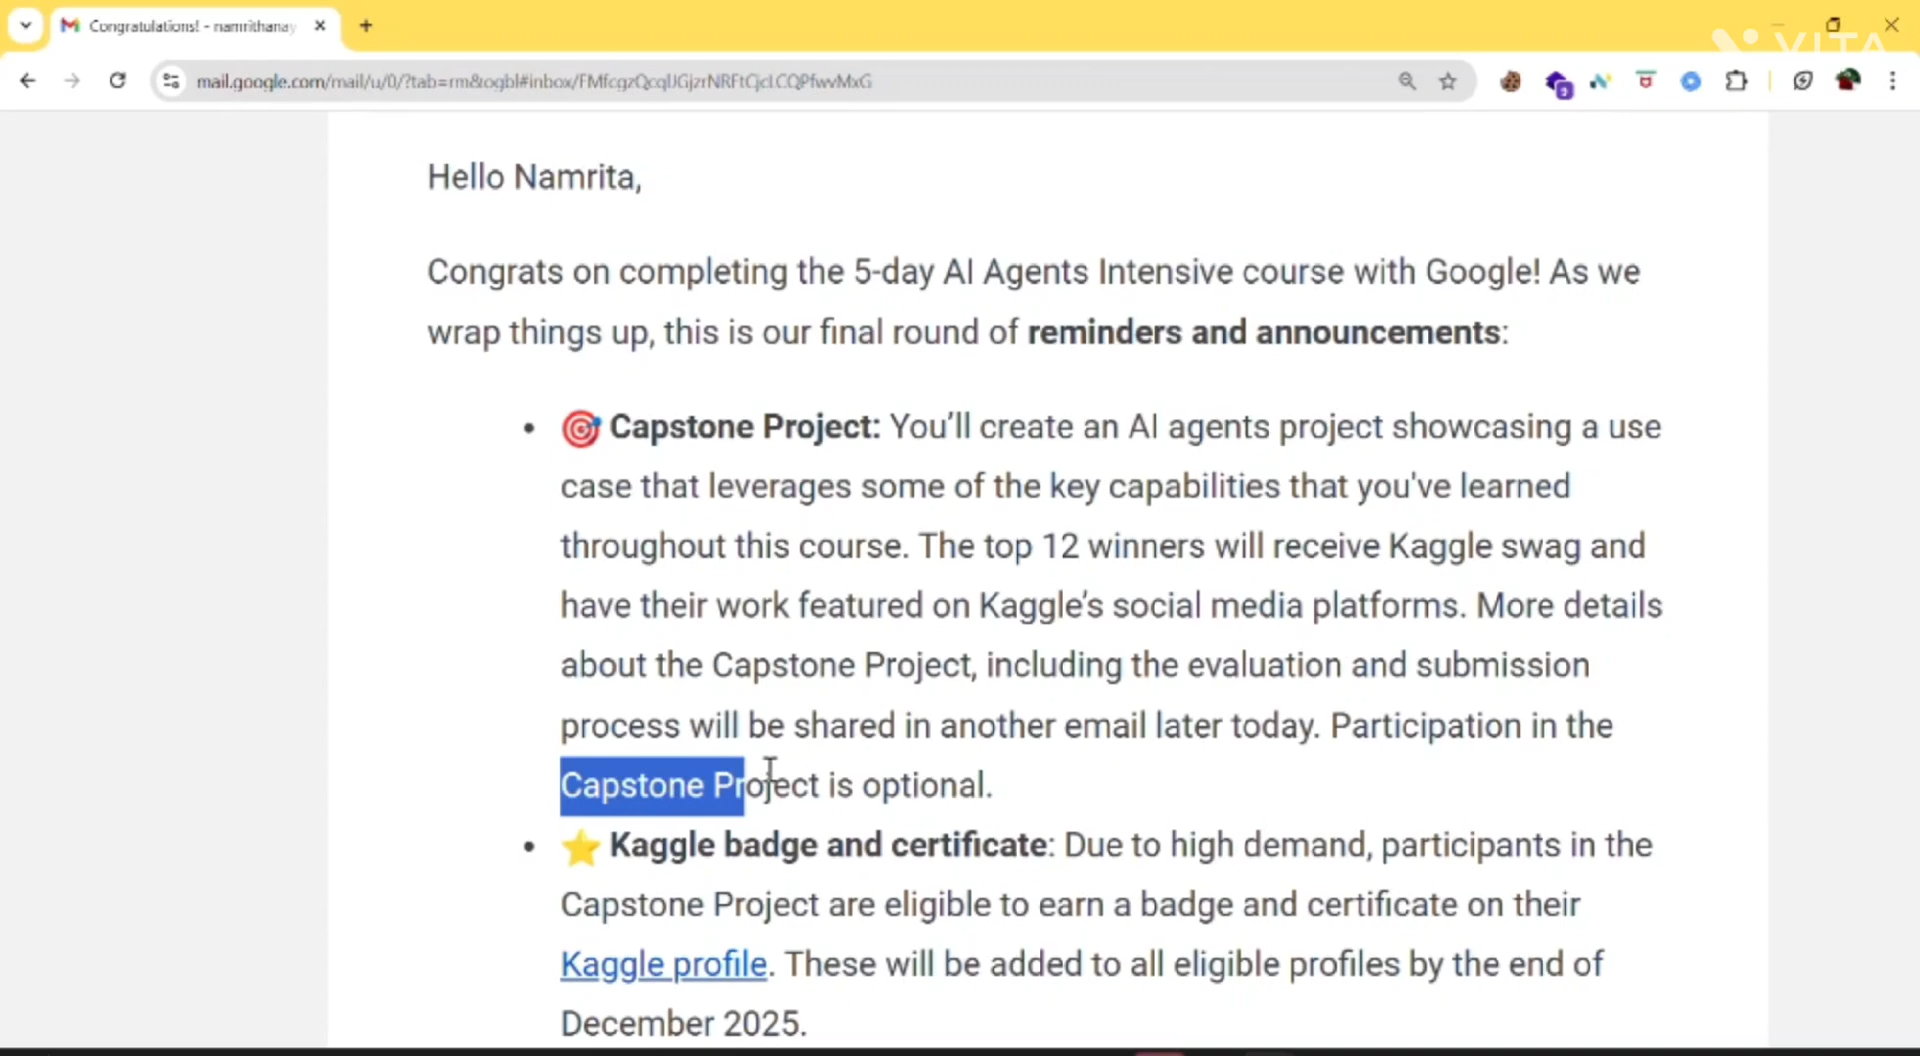 Congratulations! - namrithanay
VITA
mail.google.com/mail/u/0/?tab=rm&ogbl#inbox/FMfcgzQcqlJGjzrNRFtCjcLCQPfwvMxG
Hello Namrita,
Congrats on completing the 5-day AI Agents Intensive course with Google! As we
wrap things up, this is our final round of reminders and announcements:
• 🎯 Capstone Project: You’ll create an AI agents project showcasing a use
case that leverages some of the key capabilities that you've learned
throughout this course. The top 12 winners will receive Kaggle swag and
have their work featured on Kaggle’s social media platforms. More details
about the Capstone Project, including the evaluation and submission
process will be shared in another email later today. Participation in the
Capstone Project is optional.
• ⭐ Kaggle badge and certificate: Due to high demand, participants in the
Capstone Project are eligible to earn a badge and certificate on their
Kaggle profile. These will be added to all eligible profiles by the end of
December 2025.